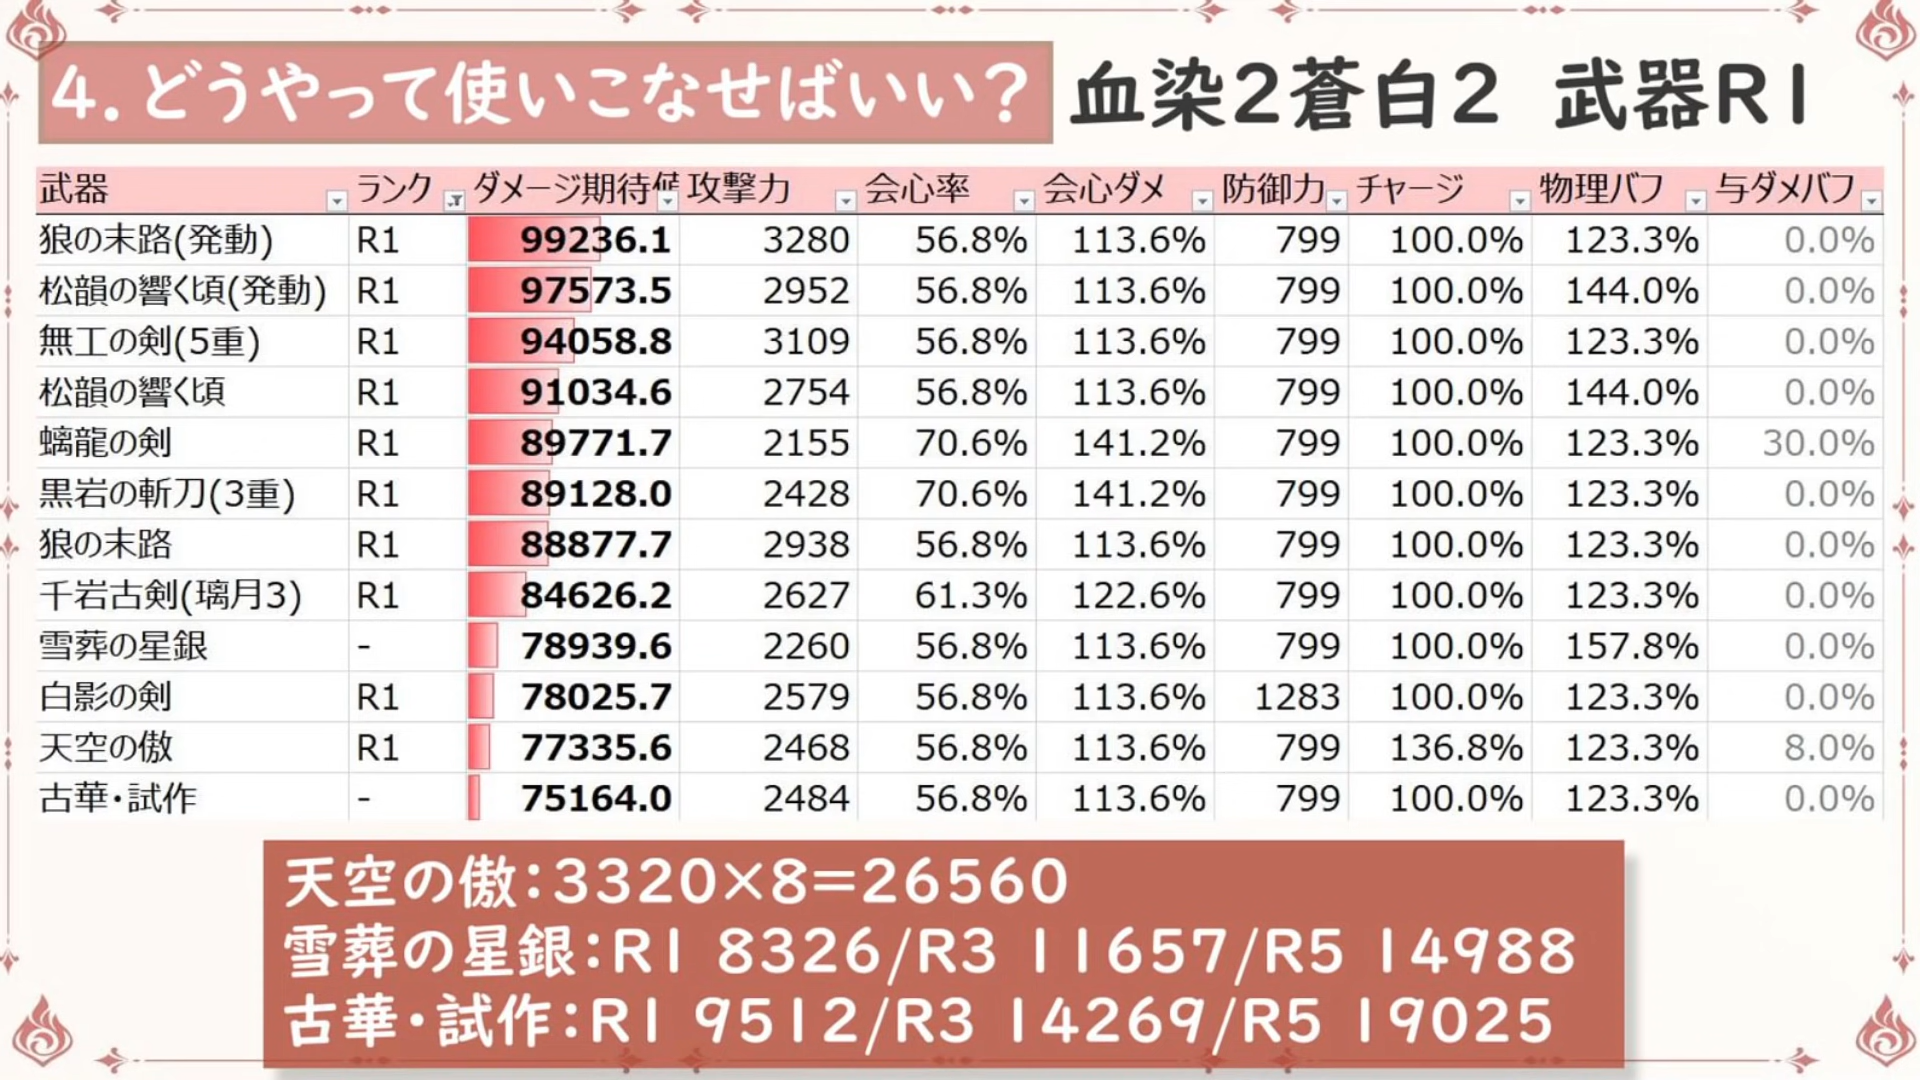 4. どうやって使いこなせばいい？ 血染2蒼白2 武器R1
武器 ランク ダメージ期待値 攻撃力 会心率 会心ダメ 防御力 チャージ 物理バフ 与ダメバフ
狼の末路(発動) R1 99236.1 3280 56.8% 113.6% 799 100.0% 123.3% 0.0%
松韻の響く頃(発動) R1 97573.5 2952 56.8% 113.6% 799 100.0% 144.0% 0.0%
無工の剣(5重) R1 94058.8 3109 56.8% 113.6% 799 100.0% 123.3% 0.0%
松韻の響く頃 R1 91034.6 2754 56.8% 113.6% 799 100.0% 144.0% 0.0%
螭龍の剣 R1 89771.7 2155 70.6% 141.2% 799 100.0% 123.3% 30.0%
黒岩の斬刀(3重) R1 89128.0 2428 70.6% 141.2% 799 100.0% 123.3% 0.0%
狼の末路 R1 88877.7 2938 56.8% 113.6% 799 100.0% 123.3% 0.0%
千岩古剣(璃月3) R1 84626.2 2627 61.3% 122.6% 799 100.0% 123.3% 0.0%
雪葬の星銀 - 78939.6 2260 56.8% 113.6% 799 100.0% 157.8% 0.0%
白影の剣 R1 78025.7 2579 56.8% 113.6% 1283 100.0% 123.3% 0.0%
天空の傲 R1 77335.6 2468 56.8% 113.6% 799 136.8% 123.3% 8.0%
古華・試作 - 75164.0 2484 56.8% 113.6% 799 100.0% 123.3% 0.0%
天空の傲：3320×8=26560
雪葬の星銀：R1 8326/R3 11657/R5 14988
古華・試作：R1 9512/R3 14269/R5 19025